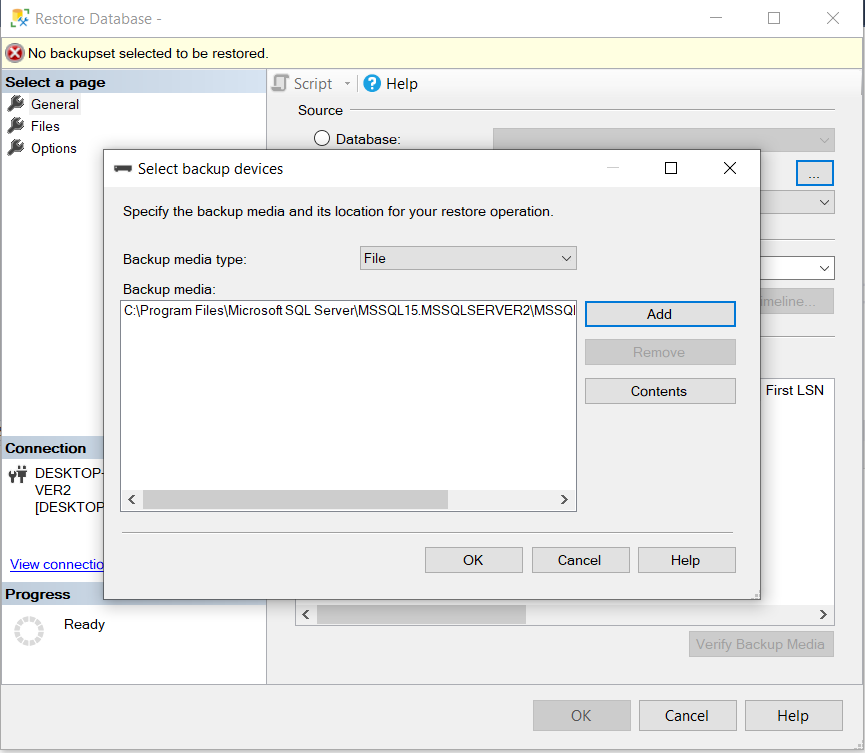 Restore Database -
No backupset selected to be restored.
Select a page
General
Files
Options
Script
Help
Source
Database:
...
Select backup devices
Specify the backup media and its location for your restore operation.
Backup media type:
File
Backup media:
C:\Program Files\Microsoft SQL Server\MSSQL15.MSSQLSERVER2\MSSQl
Add
Remove
Contents
OK
Cancel
Help
imeline...
First LSN
Connection
DESKTOP-
VER2
[DESKTOP
View connectio
Progress
Ready
Verify Backup Media
OK
Cancel
Help